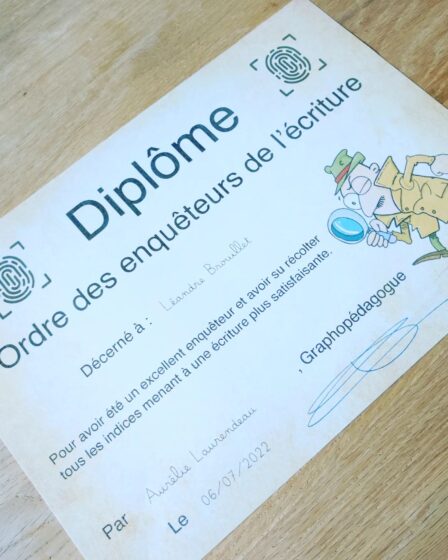 Diplôme
Ordre des enquêteurs de l'écriture
Décerné à : Léandre Brouillet
Pour avoir été un excellent enquêteur et avoir su récolter
tous les indices menant à une écriture plus satisfaisante.
Par Aurélie Laurendeau , Graphopédagogue
Le 06/07/2022